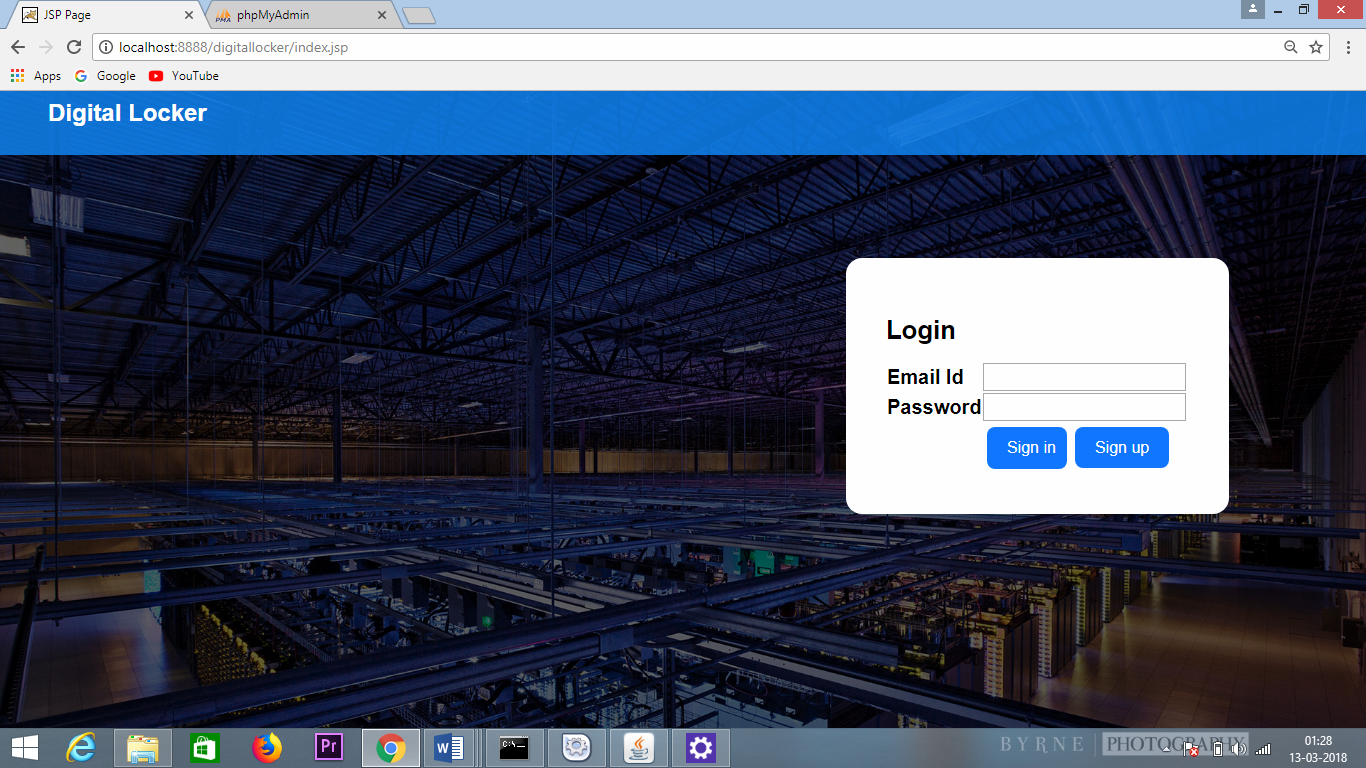 JSP Page
phpMyAdmin
localhost:8888/digitallocker/index.jsp
Apps
Google
YouTube
Digital Locker
Login
Email Id
Password
Sign in
Sign up
Pr
C:\
BYRNE | PHOTOGRAPHY
01:28
13-03-2018